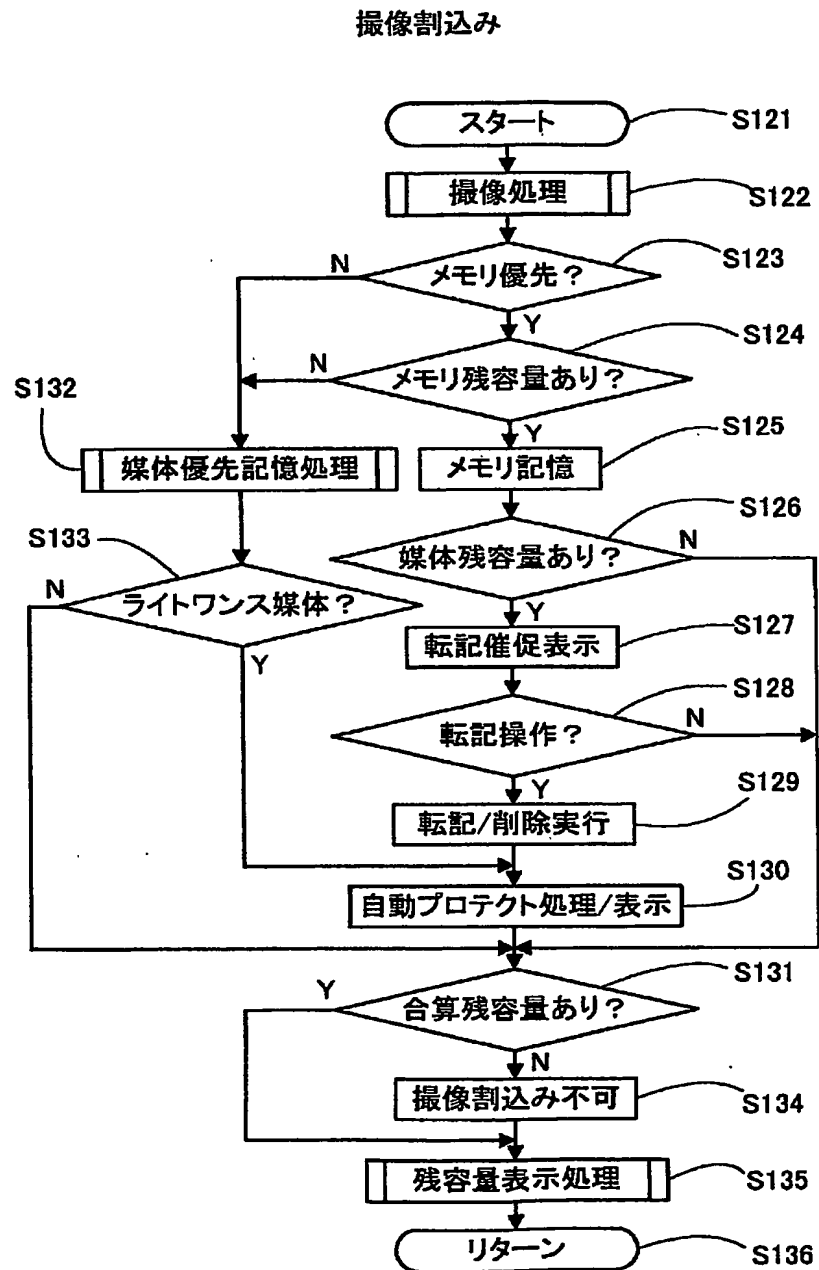 撮像割込み
スタート
S121
撮像処理
S122
メモリ優先？
S123
N
Y
メモリ残容量あり？
S124
N
Y
S132
媒体優先記憶処理
メモリ記憶
S125
S133
ライトワンス媒体？
N
Y
媒体残容量あり？
S126
N
Y
転記催促表示
S127
転記操作？
S128
N
Y
転記/削除実行
S129
自動プロテクト処理/表示
S130
合算残容量あり？
S131
Y
N
撮像割込み不可
S134
残容量表示処理
S135
リターン
S136